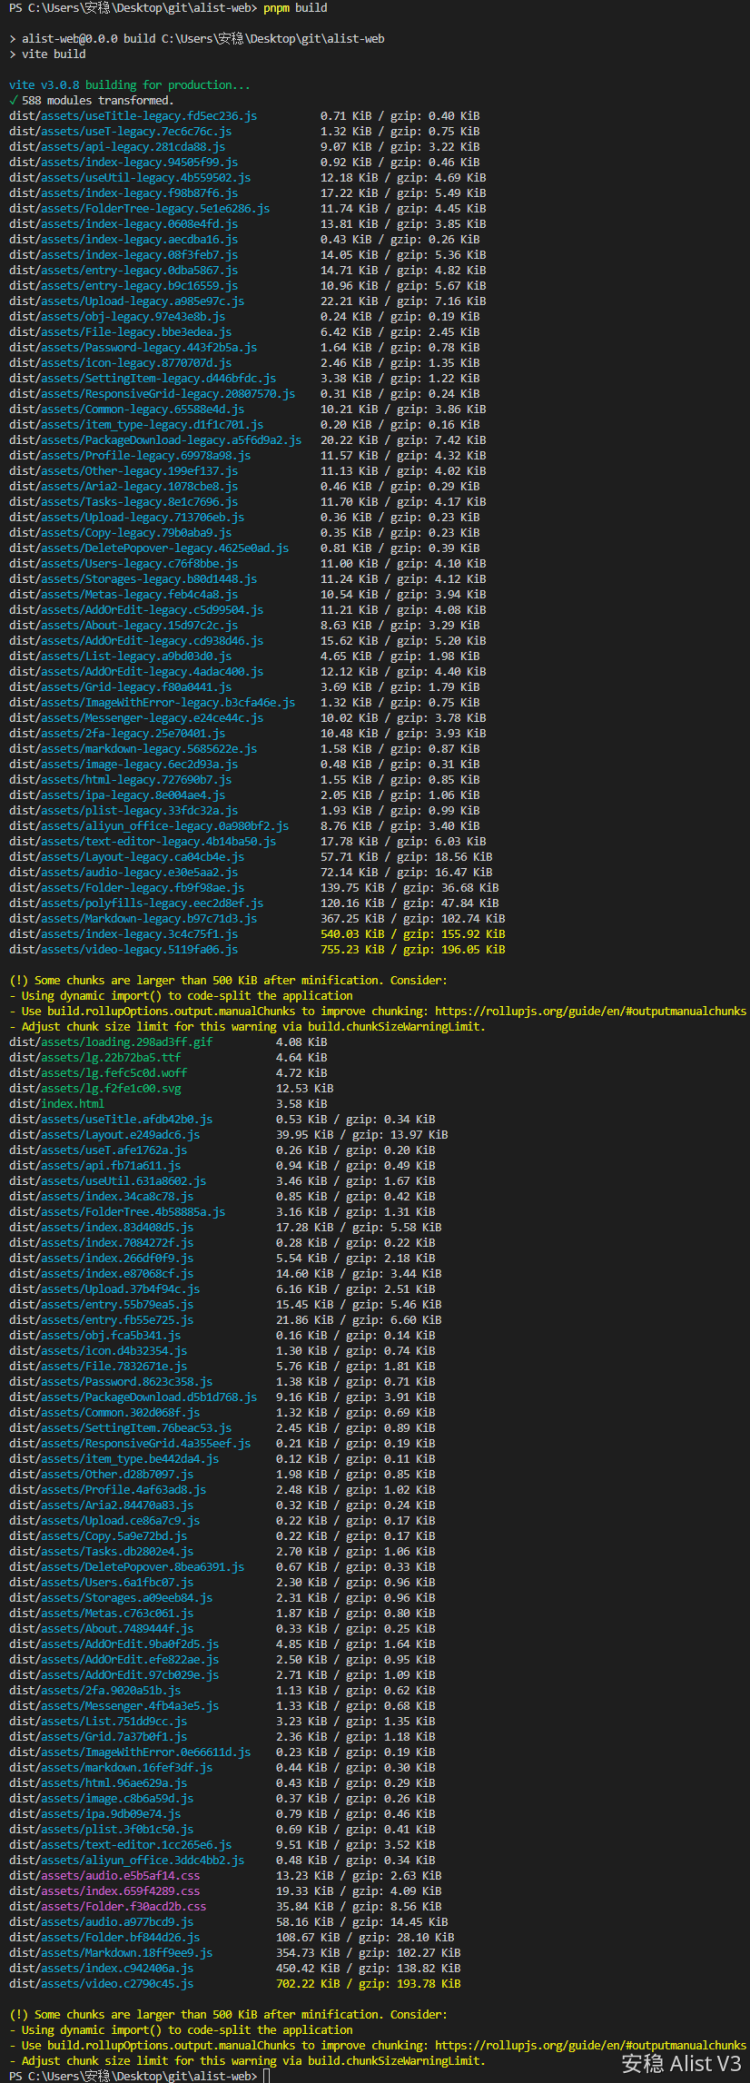 PS C:\Users\安稳\Desktop\git\alist-web> pnpm build
> alist-web@0.0.0 build C:\Users\安稳\Desktop\git\alist-web
> vite build
vite v3.0.8 building for production...
✓ 588 modules transformed.
dist/assets/useTitle-legacy.fd5ec236.js 0.71 KiB / gzip: 0.40 KiB
dist/assets/useT-legacy.7ec6c76c.js 1.32 KiB / gzip: 0.75 KiB
dist/assets/api-legacy.281cda88.js 9.07 KiB / gzip: 3.22 KiB
dist/assets/index-legacy.94505f99.js 0.92 KiB / gzip: 0.46 KiB
dist/assets/useUtil-legacy.4b559502.js 12.18 KiB / gzip: 4.69 KiB
dist/assets/index-legacy.f98b87f6.js 17.22 KiB / gzip: 5.49 KiB
dist/assets/FolderTree-legacy.5e1e6286.js 11.74 KiB / gzip: 4.45 KiB
dist/assets/index-legacy.0608e4fd.js 13.81 KiB / gzip: 3.85 KiB
dist/assets/index-legacy.aecdba16.js 0.43 KiB / gzip: 0.26 KiB
dist/assets/index-legacy.08f3feb7.js 14.05 KiB / gzip: 5.36 KiB
dist/assets/entry-legacy.0dba5867.js 14.71 KiB / gzip: 4.82 KiB
dist/assets/entry-legacy.b9c16559.js 10.96 KiB / gzip: 5.67 KiB
dist/assets/Upload-legacy.a985e97c.js 22.21 KiB / gzip: 7.16 KiB
dist/assets/obj-legacy.97e43e8b.js 0.24 KiB / gzip: 0.19 KiB
dist/assets/File-legacy.bbe3edea.js 6.42 KiB / gzip: 2.45 KiB
dist/assets/Password-legacy.443f2b5a.js 1.64 KiB / gzip: 0.78 KiB
dist/assets/icon-legacy.8770707d.js 2.46 KiB / gzip: 1.35 KiB
dist/assets/SettingItem-legacy.d446bfdc.js 3.38 KiB / gzip: 1.22 KiB
dist/assets/ResponsiveGrid-legacy.20807570.js 0.31 KiB / gzip: 0.24 KiB
dist/assets/Common-legacy.65588e4d.js 10.21 KiB / gzip: 3.86 KiB
dist/assets/item_type-legacy.d1f1c701.js 0.20 KiB / gzip: 0.16 KiB
dist/assets/PackageDownload-legacy.a5f6d9a2.js 20.22 KiB / gzip: 7.42 KiB
dist/assets/Profile-legacy.69978a98.js 11.57 KiB / gzip: 4.32 KiB
dist/assets/Other-legacy.199ef137.js 11.13 KiB / gzip: 4.02 KiB
dist/assets/Aria2-legacy.1078cbe8.js 0.46 KiB / gzip: 0.29 KiB
dist/assets/Tasks-legacy.8e1c7696.js 11.70 KiB / gzip: 4.17 KiB
dist/assets/Upload-legacy.713706eb.js 0.36 KiB / gzip: 0.23 KiB
dist/assets/Copy-legacy.79b0aba9.js 0.35 KiB / gzip: 0.23 KiB
dist/assets/DeletePopover-legacy.4625e0ad.js 0.81 KiB / gzip: 0.39 KiB
dist/assets/Users-legacy.c76f8bbe.js 11.00 KiB / gzip: 4.10 KiB
dist/assets/Storages-legacy.b80d1448.js 11.24 KiB / gzip: 4.12 KiB
dist/assets/Metas-legacy.feb4c4a8.js 10.54 KiB / gzip: 3.94 KiB
dist/assets/AddOrEdit-legacy.c5d99504.js 11.21 KiB / gzip: 4.08 KiB
dist/assets/About-legacy.15d97c2c.js 8.63 KiB / gzip: 3.29 KiB
dist/assets/AddOrEdit-legacy.cd938d46.js 15.62 KiB / gzip: 5.20 KiB
dist/assets/List-legacy.a9bd03d0.js 4.65 KiB / gzip: 1.98 KiB
dist/assets/AddOrEdit-legacy.4adac400.js 12.12 KiB / gzip: 4.40 KiB
dist/assets/Grid-legacy.f80a0441.js 3.69 KiB / gzip: 1.79 KiB
dist/assets/ImageWithError-legacy.b3cfa46e.js 1.32 KiB / gzip: 0.75 KiB
dist/assets/Messenger-legacy.e24ce44c.js 10.02 KiB / gzip: 3.78 KiB
dist/assets/2fa-legacy.25e70401.js 10.48 KiB / gzip: 3.93 KiB
dist/assets/markdown-legacy.5685622e.js 1.58 KiB / gzip: 0.87 KiB
dist/assets/image-legacy.6ec2d93a.js 0.48 KiB / gzip: 0.31 KiB
dist/assets/html-legacy.727690b7.js 1.55 KiB / gzip: 0.85 KiB
dist/assets/ipa-legacy.8e004ae4.js 2.05 KiB / gzip: 1.06 KiB
dist/assets/plist-legacy.33fdc32a.js 1.93 KiB / gzip: 0.99 KiB
dist/assets/aliyun_office-legacy.0a980bf2.js 8.76 KiB / gzip: 3.40 KiB
dist/assets/text-editor-legacy.4b14ba50.js 17.78 KiB / gzip: 6.03 KiB
dist/assets/Layout-legacy.ca04cb4e.js 57.71 KiB / gzip: 18.56 KiB
dist/assets/audio-legacy.e30e5aa2.js 72.14 KiB / gzip: 16.47 KiB
dist/assets/Folder-legacy.fb9f98ae.js 139.75 KiB / gzip: 36.68 KiB
dist/assets/polyfills-legacy.eec2d8ef.js 120.16 KiB / gzip: 47.84 KiB
dist/assets/Markdown-legacy.b97c71d3.js 367.25 KiB / gzip: 102.74 KiB
dist/assets/index-legacy.3c4c75f1.js 540.03 KiB / gzip: 155.92 KiB
dist/assets/video-legacy.5119fa06.js 755.23 KiB / gzip: 196.05 KiB
(!) Some chunks are larger than 500 KiB after minification. Consider:
- Using dynamic import() to code-split the application
- Use build.rollupOptions.output.manualChunks to improve chunking: https://rollupjs.org/guide/en/#outputmanualchunks
- Adjust chunk size limit for this warning via build.chunkSizeWarningLimit.
dist/assets/loading.298ad3ff.gif 4.08 KiB
dist/assets/lg.22b72ba5.ttf 4.64 KiB
dist/assets/lg.fefc5c0d.woff 4.72 KiB
dist/assets/lg.f2fe1c00.svg 12.53 KiB
dist/index.html 3.58 KiB
dist/assets/useTitle.afdb42b0.js 0.53 KiB / gzip: 0.34 KiB
dist/assets/Layout.e249adc6.js 39.95 KiB / gzip: 13.97 KiB
dist/assets/useT.afe1762a.js 0.26 KiB / gzip: 0.20 KiB
dist/assets/api.fb71a611.js 0.94 KiB / gzip: 0.49 KiB
dist/assets/useUtil.631a8602.js 3.46 KiB / gzip: 1.67 KiB
dist/assets/index.34ca8c78.js 0.85 KiB / gzip: 0.42 KiB
dist/assets/FolderTree.4b58885a.js 3.16 KiB / gzip: 1.31 KiB
dist/assets/index.83d408d5.js 17.28 KiB / gzip: 5.58 KiB
dist/assets/index.7084272f.js 0.28 KiB / gzip: 0.22 KiB
dist/assets/index.266df0f9.js 5.54 KiB / gzip: 2.18 KiB
dist/assets/index.e87068cf.js 14.60 KiB / gzip: 3.44 KiB
dist/assets/Upload.37b4f94c.js 6.16 KiB / gzip: 2.51 KiB
dist/assets/entry.55b79ea5.js 15.45 KiB / gzip: 5.46 KiB
dist/assets/entry.fb55e725.js 21.86 KiB / gzip: 6.60 KiB
dist/assets/obj.fca5b341.js 0.16 KiB / gzip: 0.14 KiB
dist/assets/icon.d4b32354.js 1.30 KiB / gzip: 0.74 KiB
dist/assets/File.7832671e.js 5.76 KiB / gzip: 1.81 KiB
dist/assets/Password.8623c358.js 1.38 KiB / gzip: 0.71 KiB
dist/assets/PackageDownload.d5b1d768.js 9.16 KiB / gzip: 3.91 KiB
dist/assets/Common.302d068f.js 1.32 KiB / gzip: 0.69 KiB
dist/assets/SettingItem.76beac53.js 2.45 KiB / gzip: 0.89 KiB
dist/assets/ResponsiveGrid.4a355eef.js 0.21 KiB / gzip: 0.19 KiB
dist/assets/item_type.be442da4.js 0.12 KiB / gzip: 0.11 KiB
dist/assets/Other.d28b7097.js 1.98 KiB / gzip: 0.85 KiB
dist/assets/Profile.4af63ad8.js 2.48 KiB / gzip: 1.02 KiB
dist/assets/Aria2.84470a83.js 0.32 KiB / gzip: 0.24 KiB
dist/assets/Upload.ce86a7c9.js 0.22 KiB / gzip: 0.17 KiB
dist/assets/Copy.5a9e72bd.js 0.22 KiB / gzip: 0.17 KiB
dist/assets/Tasks.db2802e4.js 2.70 KiB / gzip: 1.06 KiB
dist/assets/DeletePopover.8bea6391.js 0.67 KiB / gzip: 0.33 KiB
dist/assets/Users.6a1fbc07.js 2.30 KiB / gzip: 0.96 KiB
dist/assets/Storages.a09eeb84.js 2.31 KiB / gzip: 0.96 KiB
dist/assets/Metas.c763c061.js 1.87 KiB / gzip: 0.80 KiB
dist/assets/About.7489444f.js 0.33 KiB / gzip: 0.25 KiB
dist/assets/AddOrEdit.9ba0f2d5.js 4.85 KiB / gzip: 1.64 KiB
dist/assets/AddOrEdit.efe822ae.js 2.50 KiB / gzip: 0.95 KiB
dist/assets/AddOrEdit.97cb029e.js 2.71 KiB / gzip: 1.09 KiB
dist/assets/2fa.9020a51b.js 1.13 KiB / gzip: 0.62 KiB
dist/assets/Messenger.4fb4a3e5.js 1.33 KiB / gzip: 0.68 KiB
dist/assets/List.751dd9cc.js 3.23 KiB / gzip: 1.35 KiB
dist/assets/Grid.7a37b0f1.js 2.36 KiB / gzip: 1.18 KiB
dist/assets/ImageWithError.0e66611d.js 0.23 KiB / gzip: 0.19 KiB
dist/assets/markdown.16fef3df.js 0.44 KiB / gzip: 0.30 KiB
dist/assets/html.96ae629a.js 0.43 KiB / gzip: 0.29 KiB
dist/assets/image.c8b6a59d.js 0.37 KiB / gzip: 0.26 KiB
dist/assets/ipa.9db09e74.js 0.79 KiB / gzip: 0.46 KiB
dist/assets/plist.3f0b1c50.js 0.69 KiB / gzip: 0.41 KiB
dist/assets/text-editor.1cc265e6.js 9.51 KiB / gzip: 3.52 KiB
dist/assets/aliyun_office.3ddc4bb2.js 0.48 KiB / gzip: 0.34 KiB
dist/assets/audio.e5b5af14.css 13.23 KiB / gzip: 2.63 KiB
dist/assets/index.659f4289.css 19.33 KiB / gzip: 4.09 KiB
dist/assets/Folder.f30acd2b.css 35.84 KiB / gzip: 8.56 KiB
dist/assets/audio.a977bcd9.js 58.16 KiB / gzip: 14.45 KiB
dist/assets/Folder.bf844d26.js 108.67 KiB / gzip: 28.10 KiB
dist/assets/Markdown.18ff9ee9.js 354.73 KiB / gzip: 102.27 KiB
dist/assets/index.c942406a.js 450.42 KiB / gzip: 138.82 KiB
dist/assets/video.c2790c45.js 702.22 KiB / gzip: 193.78 KiB
(!) Some chunks are larger than 500 KiB after minification. Consider:
- Using dynamic import() to code-split the application
- Use build.rollupOptions.output.manualChunks to improve chunking: https://rollupjs.org/guide/en/#outputmanualchunks
- Adjust chunk size limit for this warning via build.chunkSizeWarningLimit.
PS C:\Users\安稳\Desktop\git\alist-web>
安稳 Alist V3